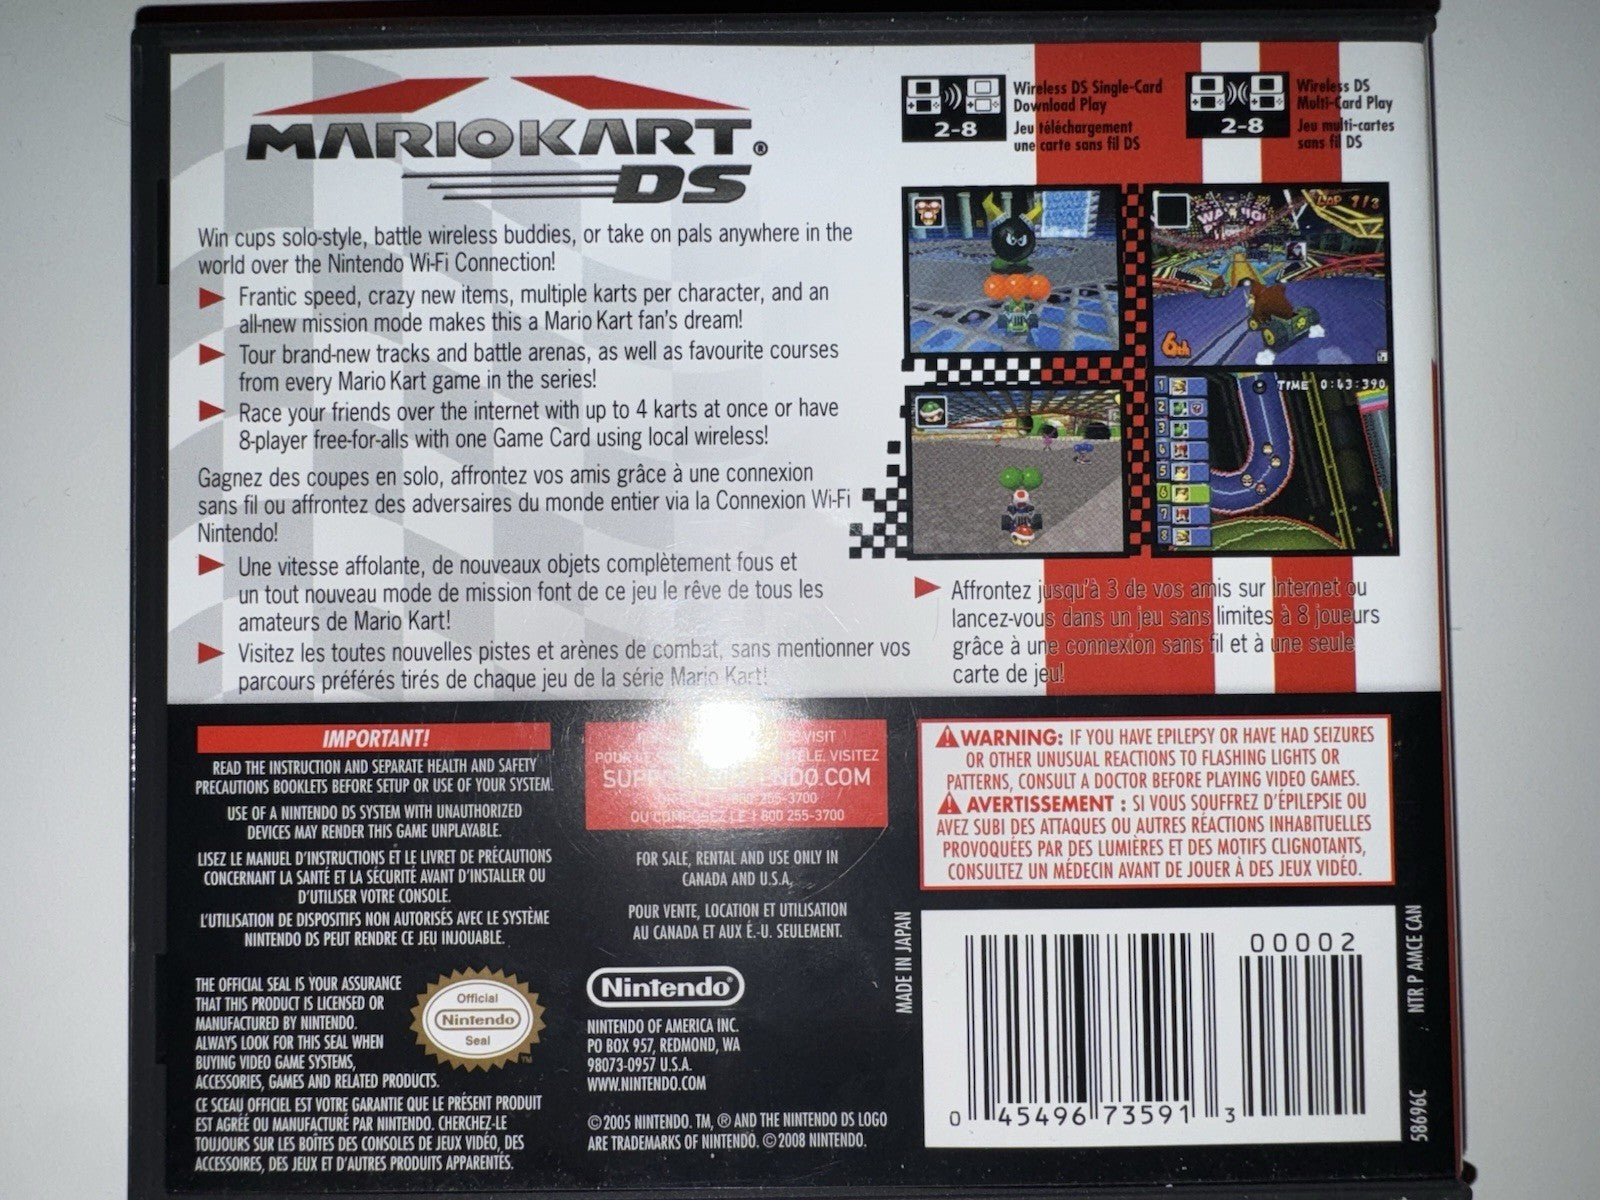 MARIOKART®
DS
Win cups solo-style, battle wireless buddies, or take on pals anywhere in the
world over the Nintendo Wi-Fi Connection!
Frantic speed, crazy new items, multiple karts per character, and an
all-new mission mode makes this a Mario Kart fan's dream!
Tour brand-new tracks and battle arenas, as well as favourite courses
from every Mario Kart game in the series!
Race your friends over the internet with up to 4 karts at once or have
8-player free-for-alls with one Game Card using local wireless!
Gagnez des coupes en solo, affrontez vos amis grâce à une connexion
sans fil ou affrontez des adversaires du monde entier via la Connexion Wi-Fi
Nintendo!
Une vitesse affolante, de nouveaux objets complètement fous et
un tout nouveau mode de mission font de ce jeu le rêve de tous les
amateurs de Mario Kart!
Visitez les toutes nouvelles pistes et arènes de combat, sans mentionner vos
parcours préférés tirés de chaque jeu de la série Mario Kart!
2-8
Wireless DS Single-Card
Download Play
Jeu téléchargement
une carte sans fil DS
2-8
Wireless DS
Multi-Card Play
Jeu multi-cartes
sans fil DS
LAP 1/3
6th
TIME 0:43:390
1
2
3
4
5
6
7
8
Affrontez jusqu'à 3 de vos amis sur Internet ou
lancez-vous dans un jeu sans limites à 8 joueurs
grâce à une connexion sans fil et à une seule
carte de jeu!
IMPORTANT!
READ THE INSTRUCTION AND SEPARATE HEALTH AND SAFETY
PRECAUTIONS BOOKLETS BEFORE SETUP OR USE OF YOUR SYSTEM.
USE OF A NINTENDO DS SYSTEM WITH UNAUTHORIZED
DEVICES MAY RENDER THIS GAME UNPLAYABLE.
LISEZ LE MANUEL D'INSTRUCTIONS ET LE LIVRET DE PRÉCAUTIONS
CONCERNANT LA SANTÉ ET LA SÉCURITÉ AVANT D'INSTALLER OU
D'UTILISER VOTRE CONSOLE.
L'UTILISATION DE DISPOSITIFS NON AUTORISÉS AVEC LE SYSTÈME
NINTENDO DS PEUT RENDRE CE JEU INJOUABLE.
THE OFFICIAL SEAL IS YOUR ASSURANCE
THAT THIS PRODUCT IS LICENSED OR
MANUFACTURED BY NINTENDO.
ALWAYS LOOK FOR THIS SEAL WHEN
BUYING VIDEO GAME SYSTEMS,
ACCESSORIES, GAMES AND RELATED PRODUCTS.
CE SCEAU OFFICIEL EST VOTRE GARANTIE QUE LE PRÉSENT PRODUIT
EST AGRÉÉ OU MANUFACTURÉ PAR NINTENDO. CHERCHEZ-LE
TOUJOURS SUR LES BOÎTES DES CONSOLES DE JEUX VIDÉO, DES
ACCESSOIRES, DES JEUX ET D'AUTRES PRODUITS APPARENTÉS.
Official
Nintendo
Seal
TM
VISIT
POUR VISITEZ
.COM
255-3700
OU COMPOSEZ LE 1 800 255-3700
FOR SALE, RENTAL AND USE ONLY IN
CANADA AND U.S.A.
POUR VENTE, LOCATION ET UTILISATION
AU CANADA ET AUX É.-U. SEULEMENT.
Nintendo®
NINTENDO OF AMERICA INC.
PO BOX 957, REDMOND, WA
98073-0957 U.S.A.
WWW.NINTENDO.COM
©2005 NINTENDO. TM, ® AND THE NINTENDO DS LOGO
ARE TRADEMARKS OF NINTENDO. ©2008 NINTENDO.
WARNING: IF YOU HAVE EPILEPSY OR HAVE HAD SEIZURES
OR OTHER UNUSUAL REACTIONS TO FLASHING LIGHTS OR
PATTERNS, CONSULT A DOCTOR BEFORE PLAYING VIDEO GAMES.
AVERTISSEMENT : SI VOUS SOUFFREZ D'ÉPILEPSIE OU
AVEZ SUBI DES ATTAQUES OU AUTRES RÉACTIONS INHABITUELLES
PROVOQUÉES PAR DES LUMIÈRES ET DES MOTIFS CLIGNOTANTS,
CONSULTEZ UN MÉDECIN AVANT DE JOUER À DES JEUX VIDÉO.
MADE IN JAPAN
00002
0 45496 73591 3
NTR P AMCE CAN
58696C